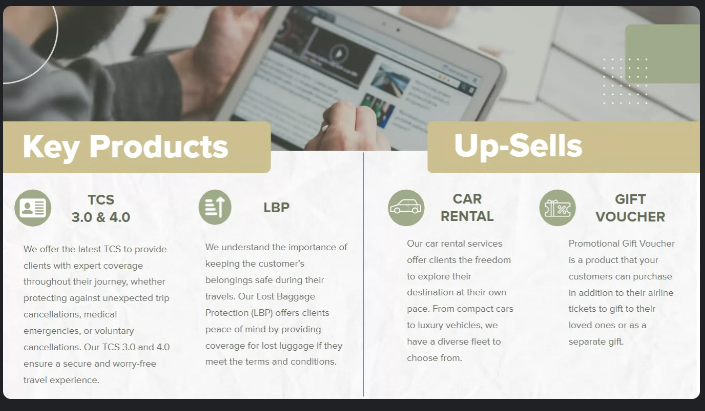 Key Products
Up-Sells
TCS
3.0 & 4.0
We offer the latest TCS to provide
clients with expert coverage
throughout their journey, whether
protecting against unexpected trip
cancellations, medical
emergencies, or voluntary
cancellations. Our TCS 3.0 and 4.0
ensure a secure and worry-free
travel experience.
LBP
We understand the importance of
keeping the customer's
belongings safe during their
travels. Our Lost Baggage
Protection (LBP) offers clients
peace of mind by providing
coverage for lost luggage if they
meet the terms and conditions.
CAR
RENTAL
Our car rental services
offer clients the freedom
to explore their
destination at their own
pace. From compact cars
to luxury vehicles, we
have a diverse fleet to
choose from.
GIFT
VOUCHER
Promotional Gift Voucher
is a product that your
customers can purchase
in addition to their airline
tickets to gift to their
loved ones or as a
separate gift.